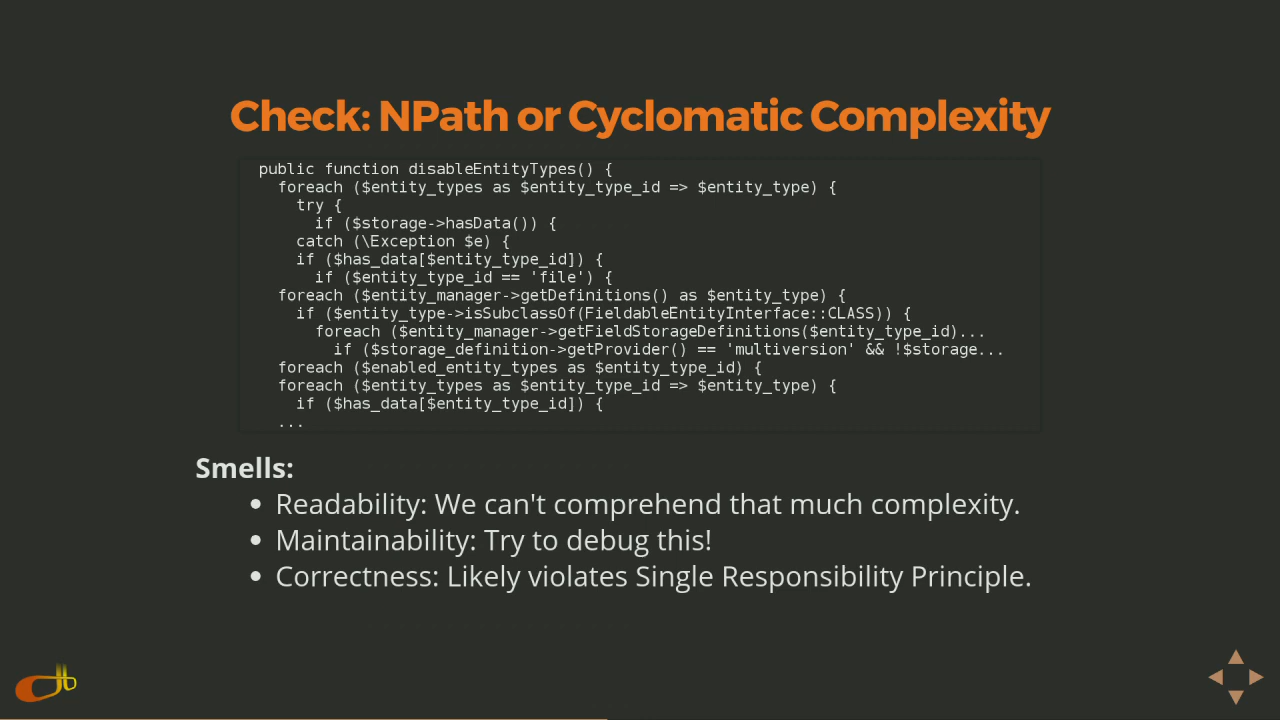 Check: NPath or Cyclomatic Complexity
public function disableEntityTypes() {
  foreach ($entity_types as $entity_type_id => $entity_type) {
    try {
      if ($storage->hasData()) {
    catch (\Exception $e) {
    if ($has_data[$entity_type_id]) {
      if ($entity_type_id == 'file') {
  foreach ($entity_manager->getDefinitions() as $entity_type) {
    if ($entity_type->isSubclassOf(FieldableEntityInterface::CLASS)) {
      foreach ($entity_manager->getFieldStorageDefinitions($entity_type_id)...
        if ($storage_definition->getProvider() == 'multiversion' && !$storage...
  foreach ($enabled_entity_types as $entity_type_id) {
  foreach ($entity_types as $entity_type_id => $entity_type) {
    if ($has_data[$entity_type_id]) {
  ...
Smells:
• Readability: We can't comprehend that much complexity.
• Maintainability: Try to debug this!
• Correctness: Likely violates Single Responsibility Principle.